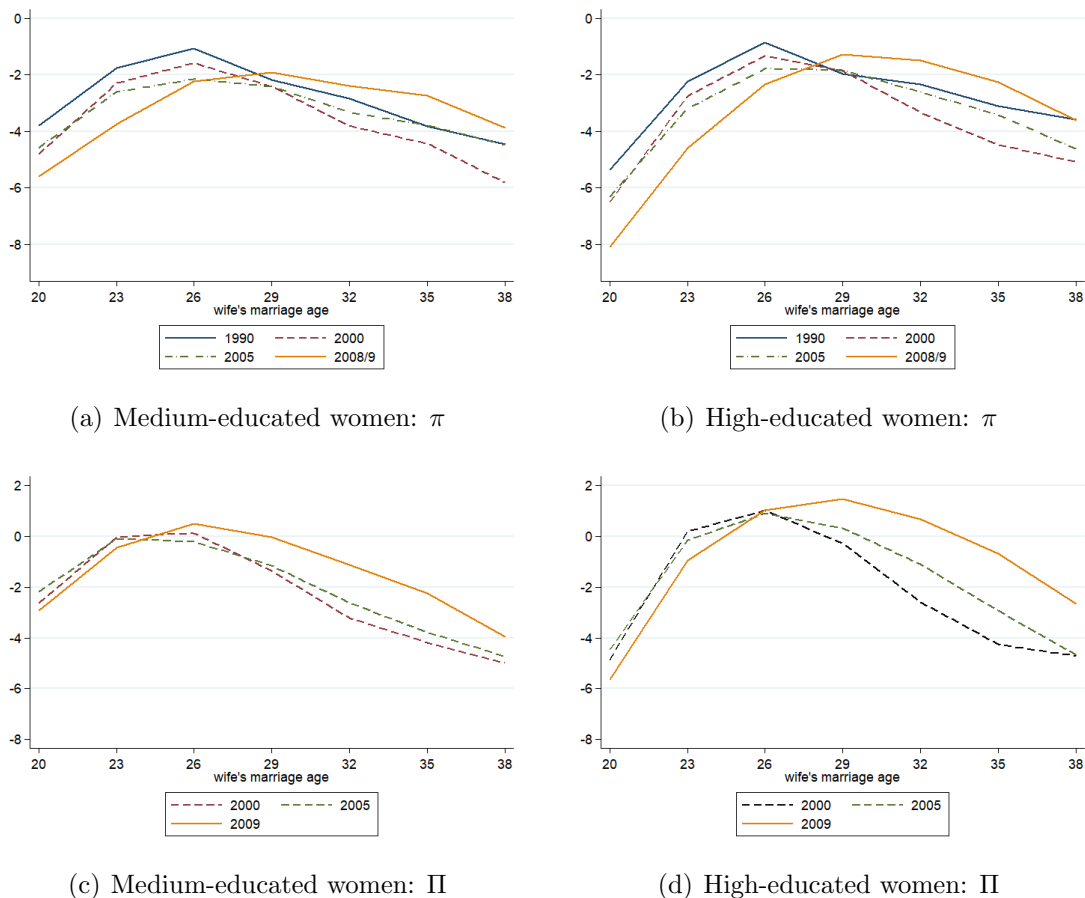 0
-2
-4
-6
-8
20 23 26 29 32 35 38
wife's marriage age
1990 2000
2005 2008/9
(a) Medium-educated women: π
0
-2
-4
-6
-8
20 23 26 29 32 35 38
wife's marriage age
1990 2000
2005 2008/9
(b) High-educated women: π
2
0
-2
-4
-6
-8
20 23 26 29 32 35 38
wife's marriage age
2000 2005
2009
(c) Medium-educated women: Π
2
0
-2
-4
-6
-8
20 23 26 29 32 35 38
wife's marriage age
2000 2005
2009
(d) High-educated women: Π